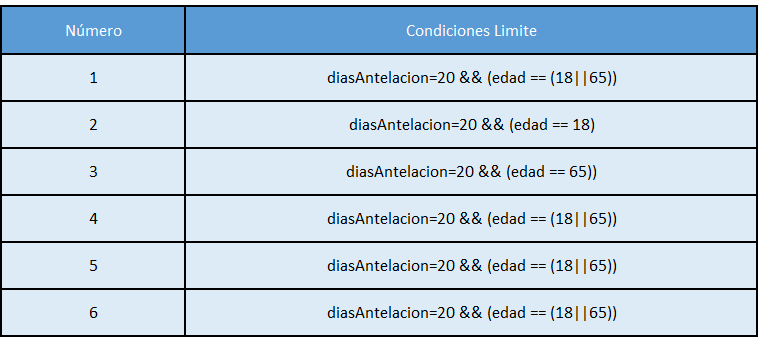 Número Condiciones Limite
1 diasAntelacion=20 && (edad == (18||65))
2 diasAntelacion=20 && (edad == 18)
3 diasAntelacion=20 && (edad == 65))
4 diasAntelacion=20 && (edad == (18||65))
5 diasAntelacion=20 && (edad == (18||65))
6 diasAntelacion=20 && (edad == (18||65))